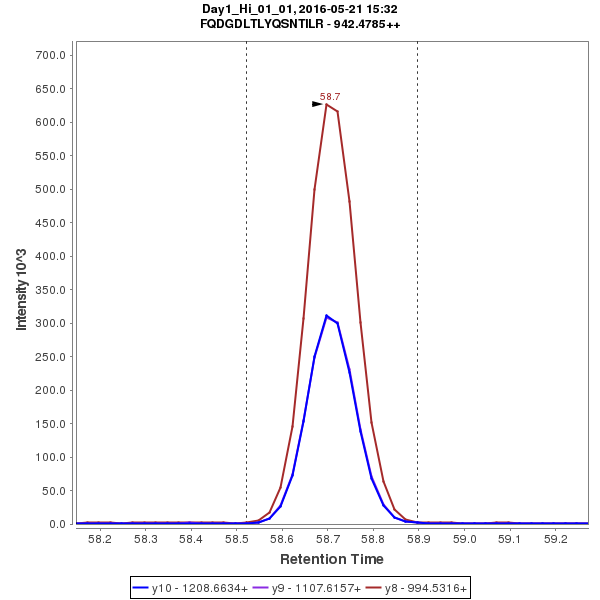 Day1_Hi_01_01, 2016-05-21 15:32
FQDGDLTLYQSNTILR - 942.4785++
700.0
650.0
600.0
550.0
500.0
450.0
400.0
350.0
300.0
250.0
200.0
150.0
100.0
50.0
0.0
Intensity 10^3
58.7
58.2 58.3 58.4 58.5 58.6 58.7 58.8 58.9 59.0 59.1 59.2
Retention Time
y10 - 1208.6634+ y9 - 1107.6157+ y8 - 994.5316+